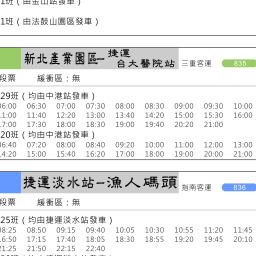 1班（由金山站發車）
1班（由法鼓山園區發車）
新北產業園區－捷運台大醫院站 三重客運 835
段票 緩衝區：無
29班（均由中港站發車）
06:00 06:30 07:00 07:30 08:00 08:30 09:00 09:30 10:00
11:00 11:40 12:20 13:00 13:40 14:20 15:00 15:30 16:00
17:00 17:30 18:00 18:30 19:00 19:40 20:20 21:00
20班（均由中港站發車）
06:40 07:20 08:00 08:40 09:20 10:00 11:00 12:00 13:00
14:20 15:00 15:40 16:20 17:00 18:00 19:00 20:00 21:00
捷運淡水站－漁人碼頭 指南客運 836
段票 緩衝區：無
25班（均由捷運淡水站發車）
08:25 08:50 09:15 09:40 10:05 10:30 10:55 11:20 11:45
16:50 17:15 17:40 18:05 18:30 18:55 19:20 19:45 20:10
21:25 21:50 22:15 22:40